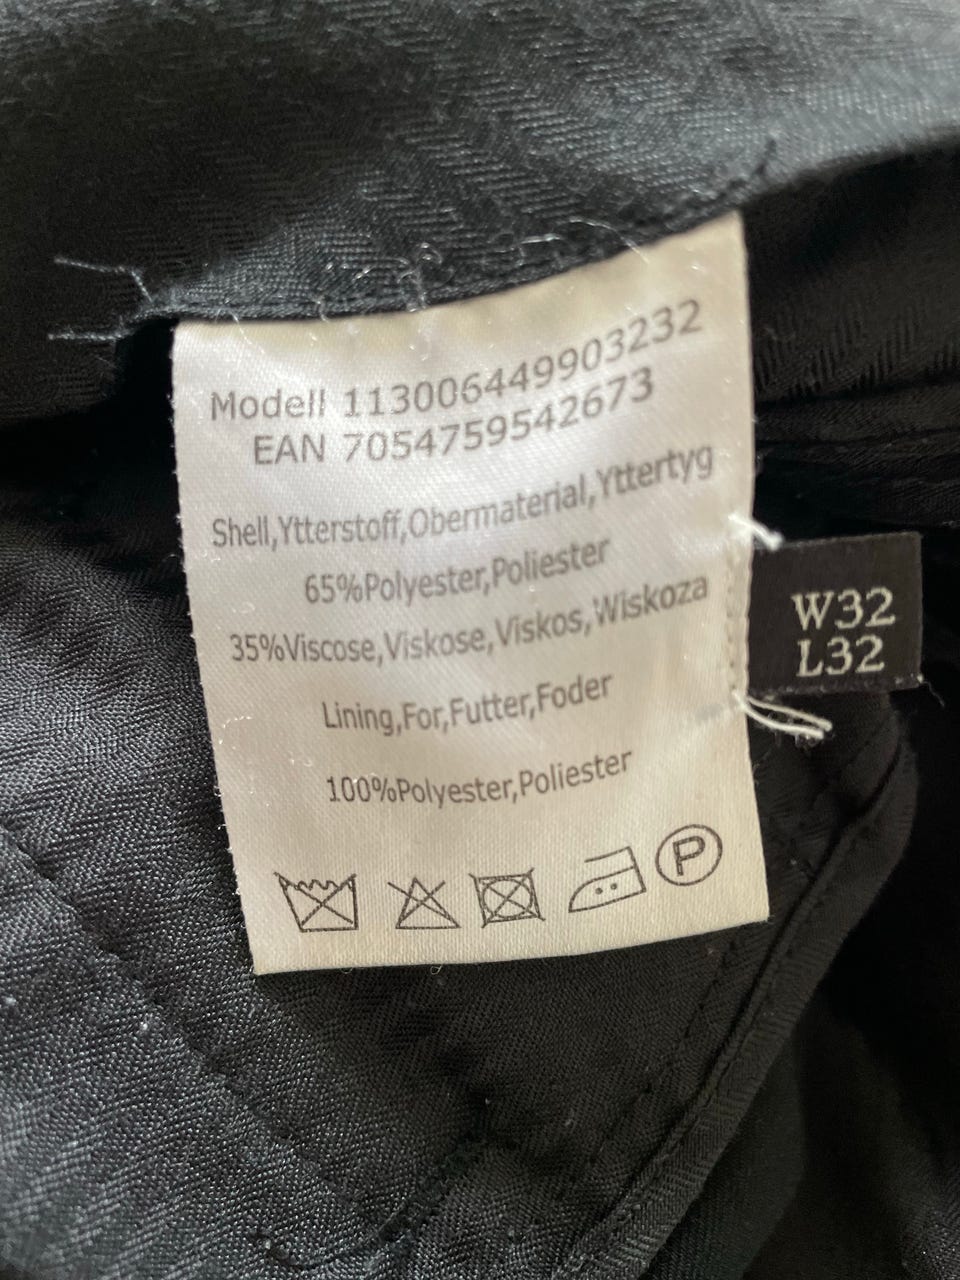 Modell 113006449903232
EAN 7054759542673
Shell,Ytterstoff,Obermaterial,Yttertyg
65%Polyester,Poliester
35%Viscose,Viskose,Viskos,Wiskoza
Lining,For,Futter,Foder
100%Polyester,Poliester
P
W32
L32